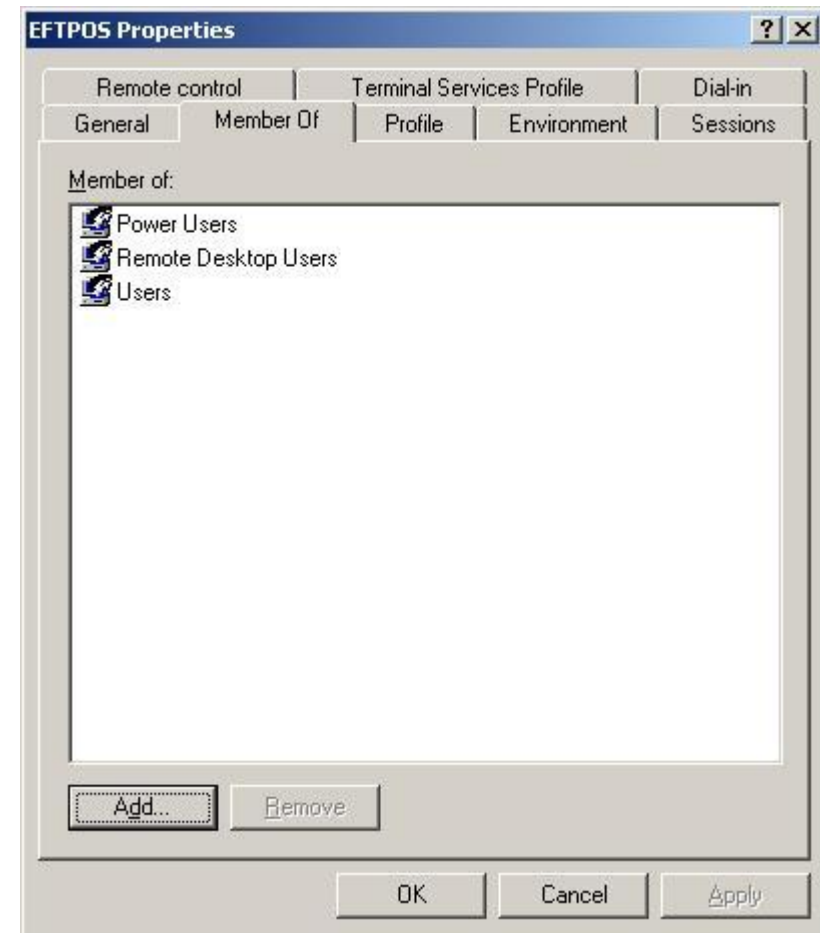 EFTPOS Properties ? ×
Remote control Terminal Services Profile Dial-in
General Member Of Profile Environment Sessions
Member of:
Power Users
Remote Desktop Users
Users
Add... Remove
OK Cancel Apply